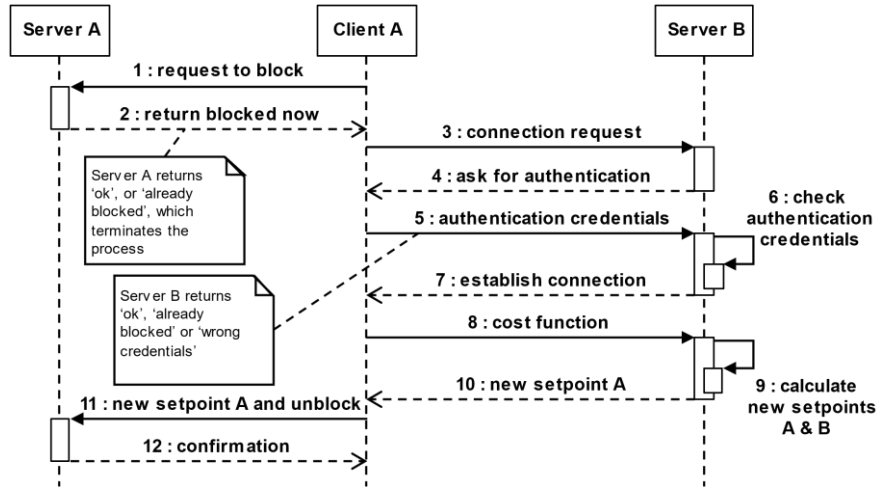 Server A
Client A
Server B
1 : request to block
2 : return blocked now
3 : connection request
Server A returns
‘ok’, or ‘already
blocked’, which
terminates the
process
4 : ask for authentication
5 : authentication credentials
6 : check
authentication
credentials
7 : establish connection
Server B returns
‘ok’, ‘already
blocked’ or ‘wrong
credentials’
8 : cost function
9 : calculate
new setpoints
A & B
10 : new setpoint A
11 : new setpoint A and unblock
12 : confirmation